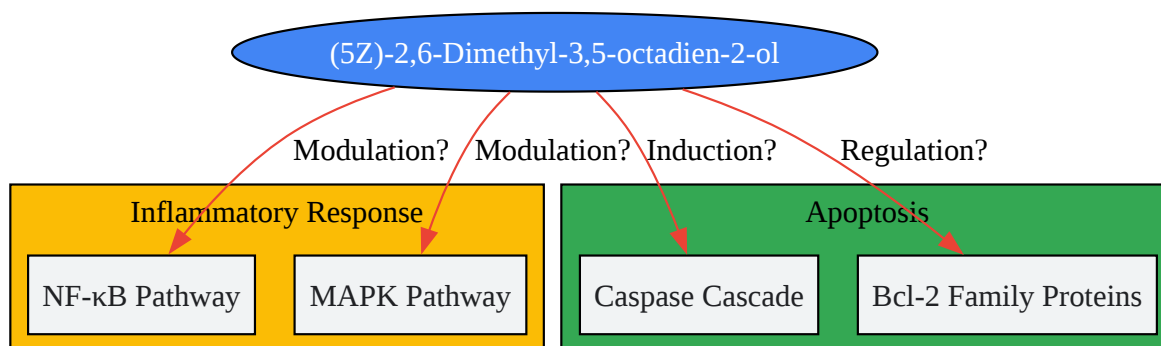 (5Z)-2,6-Dimethyl-3,5-octadien-2-ol
Modulation?
Modulation?
Induction?
Regulation?
Inflammatory Response
Apoptosis
NF-κB Pathway
MAPK Pathway
Caspase Cascade
Bcl-2 Family Proteins